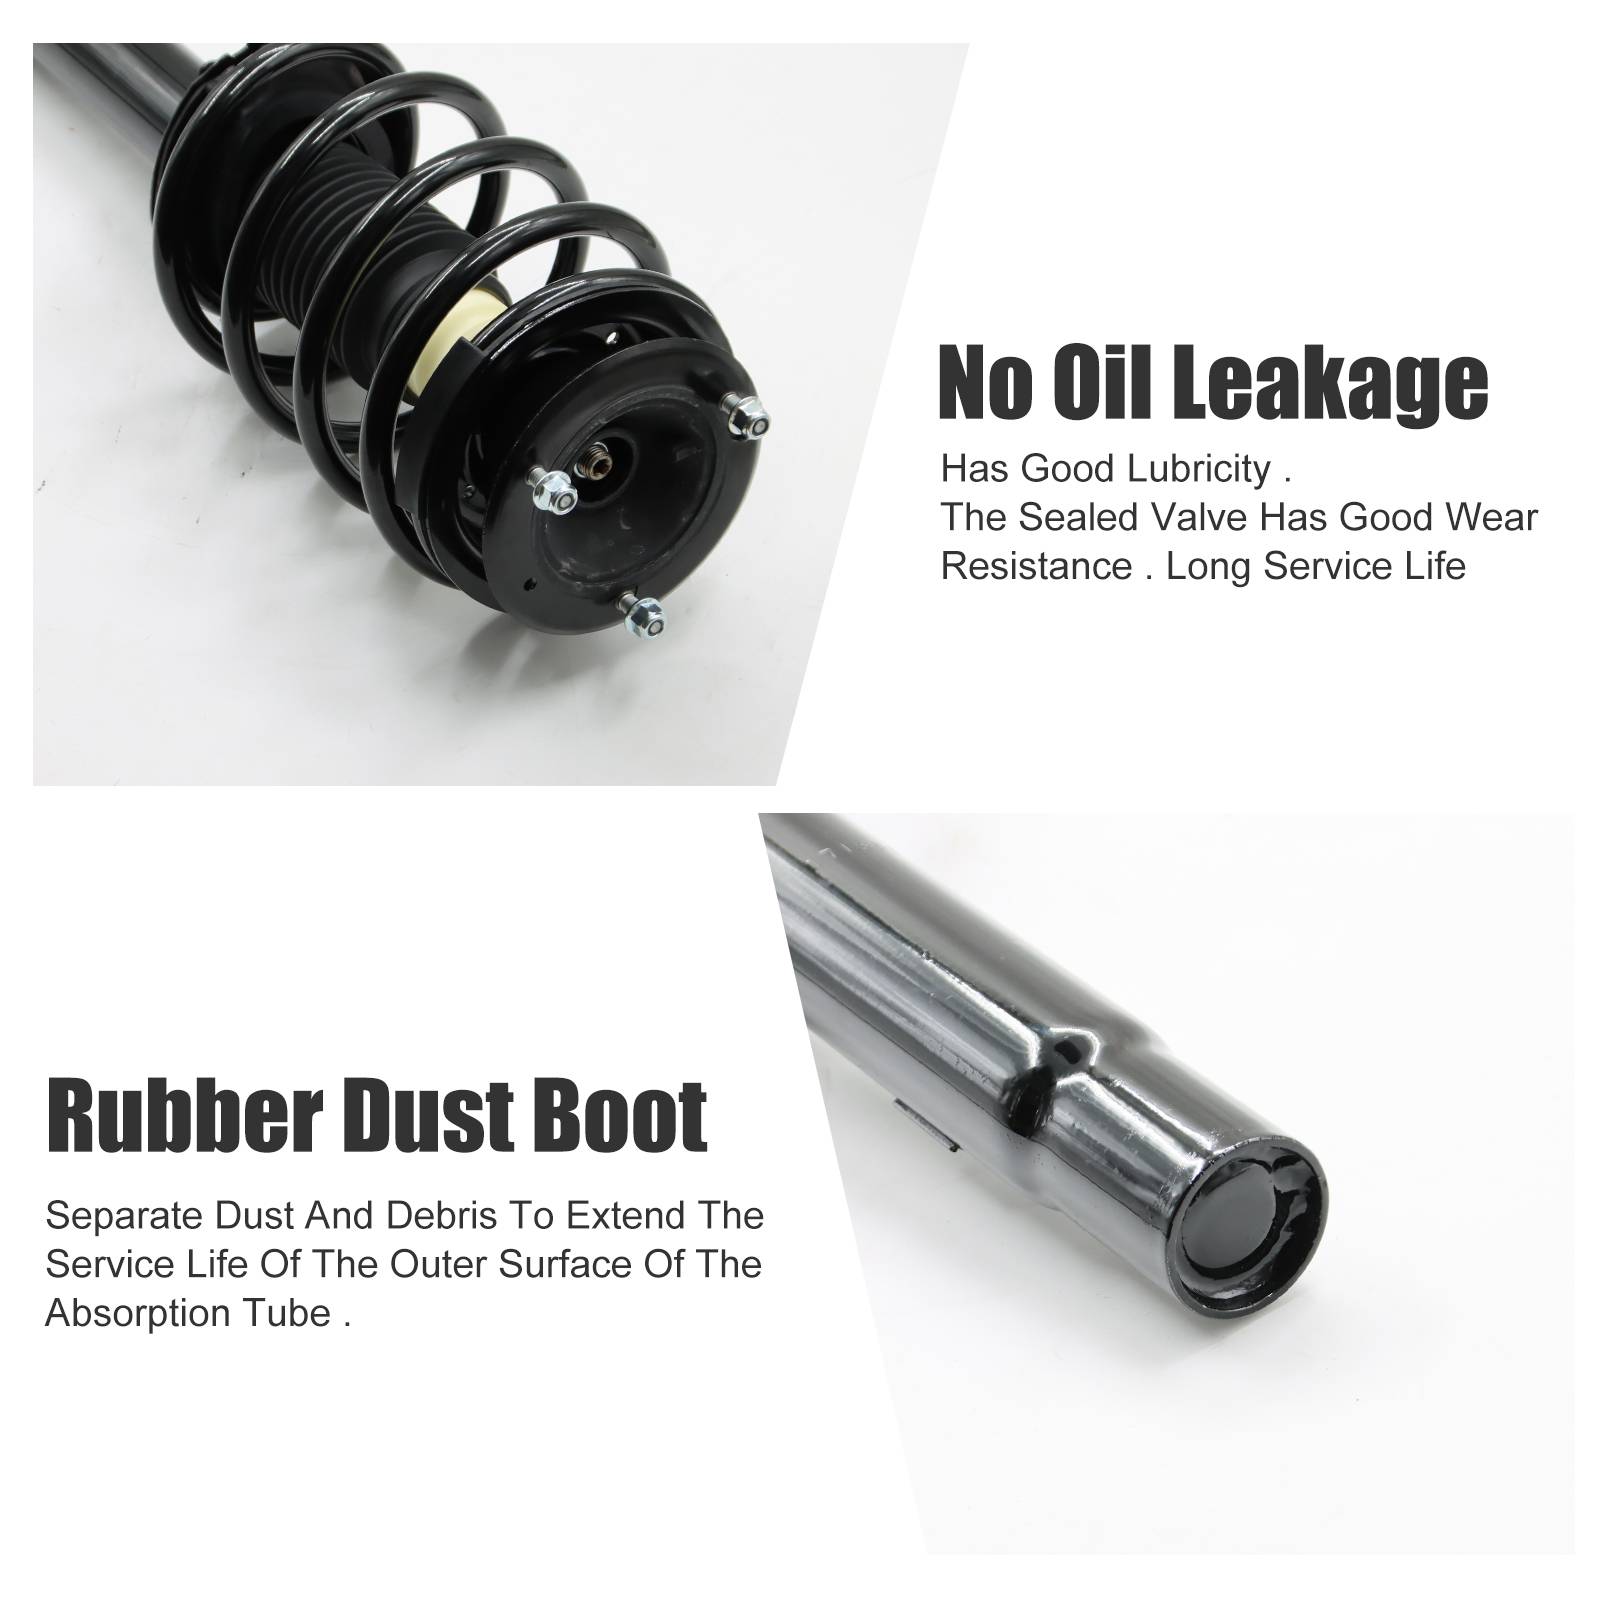 No Oil Leakage
Has Good Lubricity .
The Sealed Valve Has Good Wear
Resistance . Long Service Life
Rubber Dust Boot
Separate Dust And Debris To Extend The
Service Life Of The Outer Surface Of The
Absorption Tube .